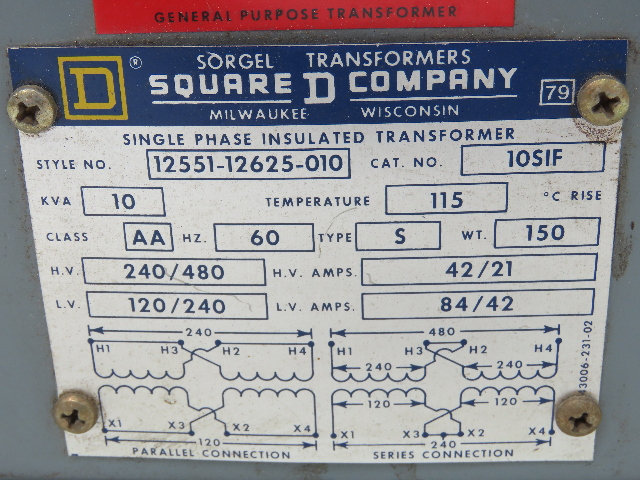 GENERAL PURPOSE TRANSFORMER
SORGEL TRANSFORMERS
D ® SQUARE D COMPANY 79
MILWAUKEE WISCONSIN
SINGLE PHASE INSULATED TRANSFORMER
STYLE NO. 12551-12625-010 CAT. NO. 10SIF
KVA 10 TEMPERATURE 115 °C RISE
CLASS AA HZ. 60 TYPE S WT. 150
H.V. 240/480 H.V. AMPS. 42/21
L.V. 120/240 L.V. AMPS. 84/42
240 480
H1 H3 H2 H4 H1 H3 H2 H4
240 240
120 120
X1 X3 X2 X4 X1 X3 X2 X4
120 240
PARALLEL CONNECTION SERIES CONNECTION
43006-231-02